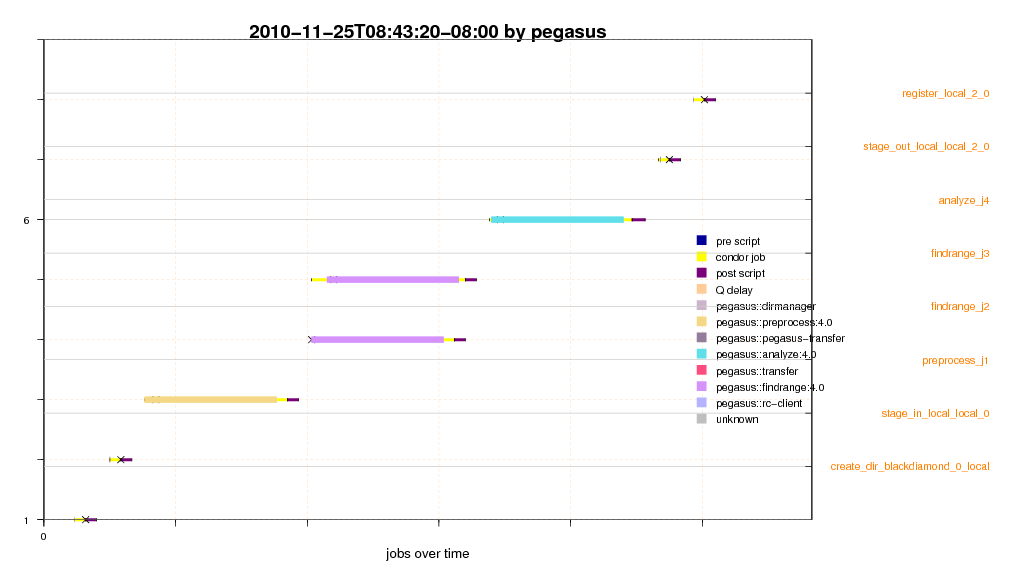 2010−11−25T08:43:20−08:00 by pegasus
register_local_2_0
stage_out_local_local_2_0
analyze_j4
6
pre script
findrange_j3
condor job
post script
Q delay
pegasus::dirmanager
findrange_j2
pegasus::preprocess:4.0
pegasus::pegasus−transfer
pegasus::analyze:4.0
preprocess_j1
pegasus::transfer
pegasus::findrange:4.0
pegasus::rc−client
stage_in_local_local_0
unknown
create_dir_blackdiamond_0_local
1
0
jobs over time